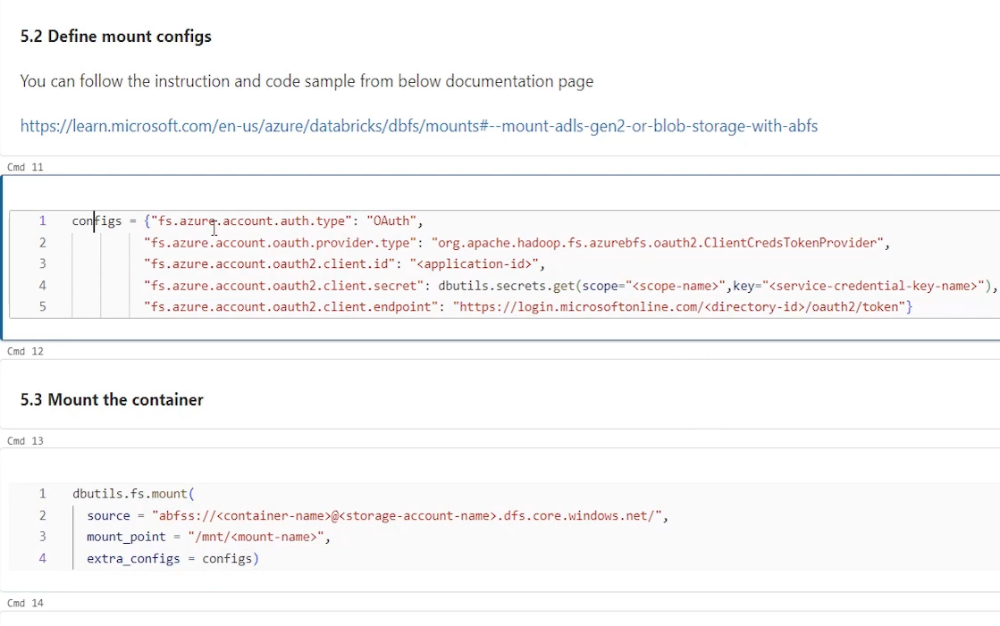 5.2 Define mount configs
You can follow the instruction and code sample from below documentation page
https://learn.microsoft.com/en-us/azure/databricks/dbfs/mounts#--mount-adls-gen2-or-blob-storage-with-abfs
Cmd 11
1 configs = {"fs.azure.account.auth.type": "OAuth",
2 "fs.azure.account.oauth.provider.type": "org.apache.hadoop.fs.azurebfs.oauth2.ClientCredsTokenProvider",
3 "fs.azure.account.oauth2.client.id": "<application-id>",
4 "fs.azure.account.oauth2.client.secret": dbutils.secrets.get(scope="<scope-name>",key="<service-credential-key-name>"),
5 "fs.azure.account.oauth2.client.endpoint": "https://login.microsoftonline.com/<directory-id>/oauth2/token"}
Cmd 12
5.3 Mount the container
Cmd 13
1 dbutils.fs.mount(
2 source = "abfss://<container-name>@<storage-account-name>.dfs.core.windows.net/",
3 mount_point = "/mnt/<mount-name>",
4 extra_configs = configs)
Cmd 14